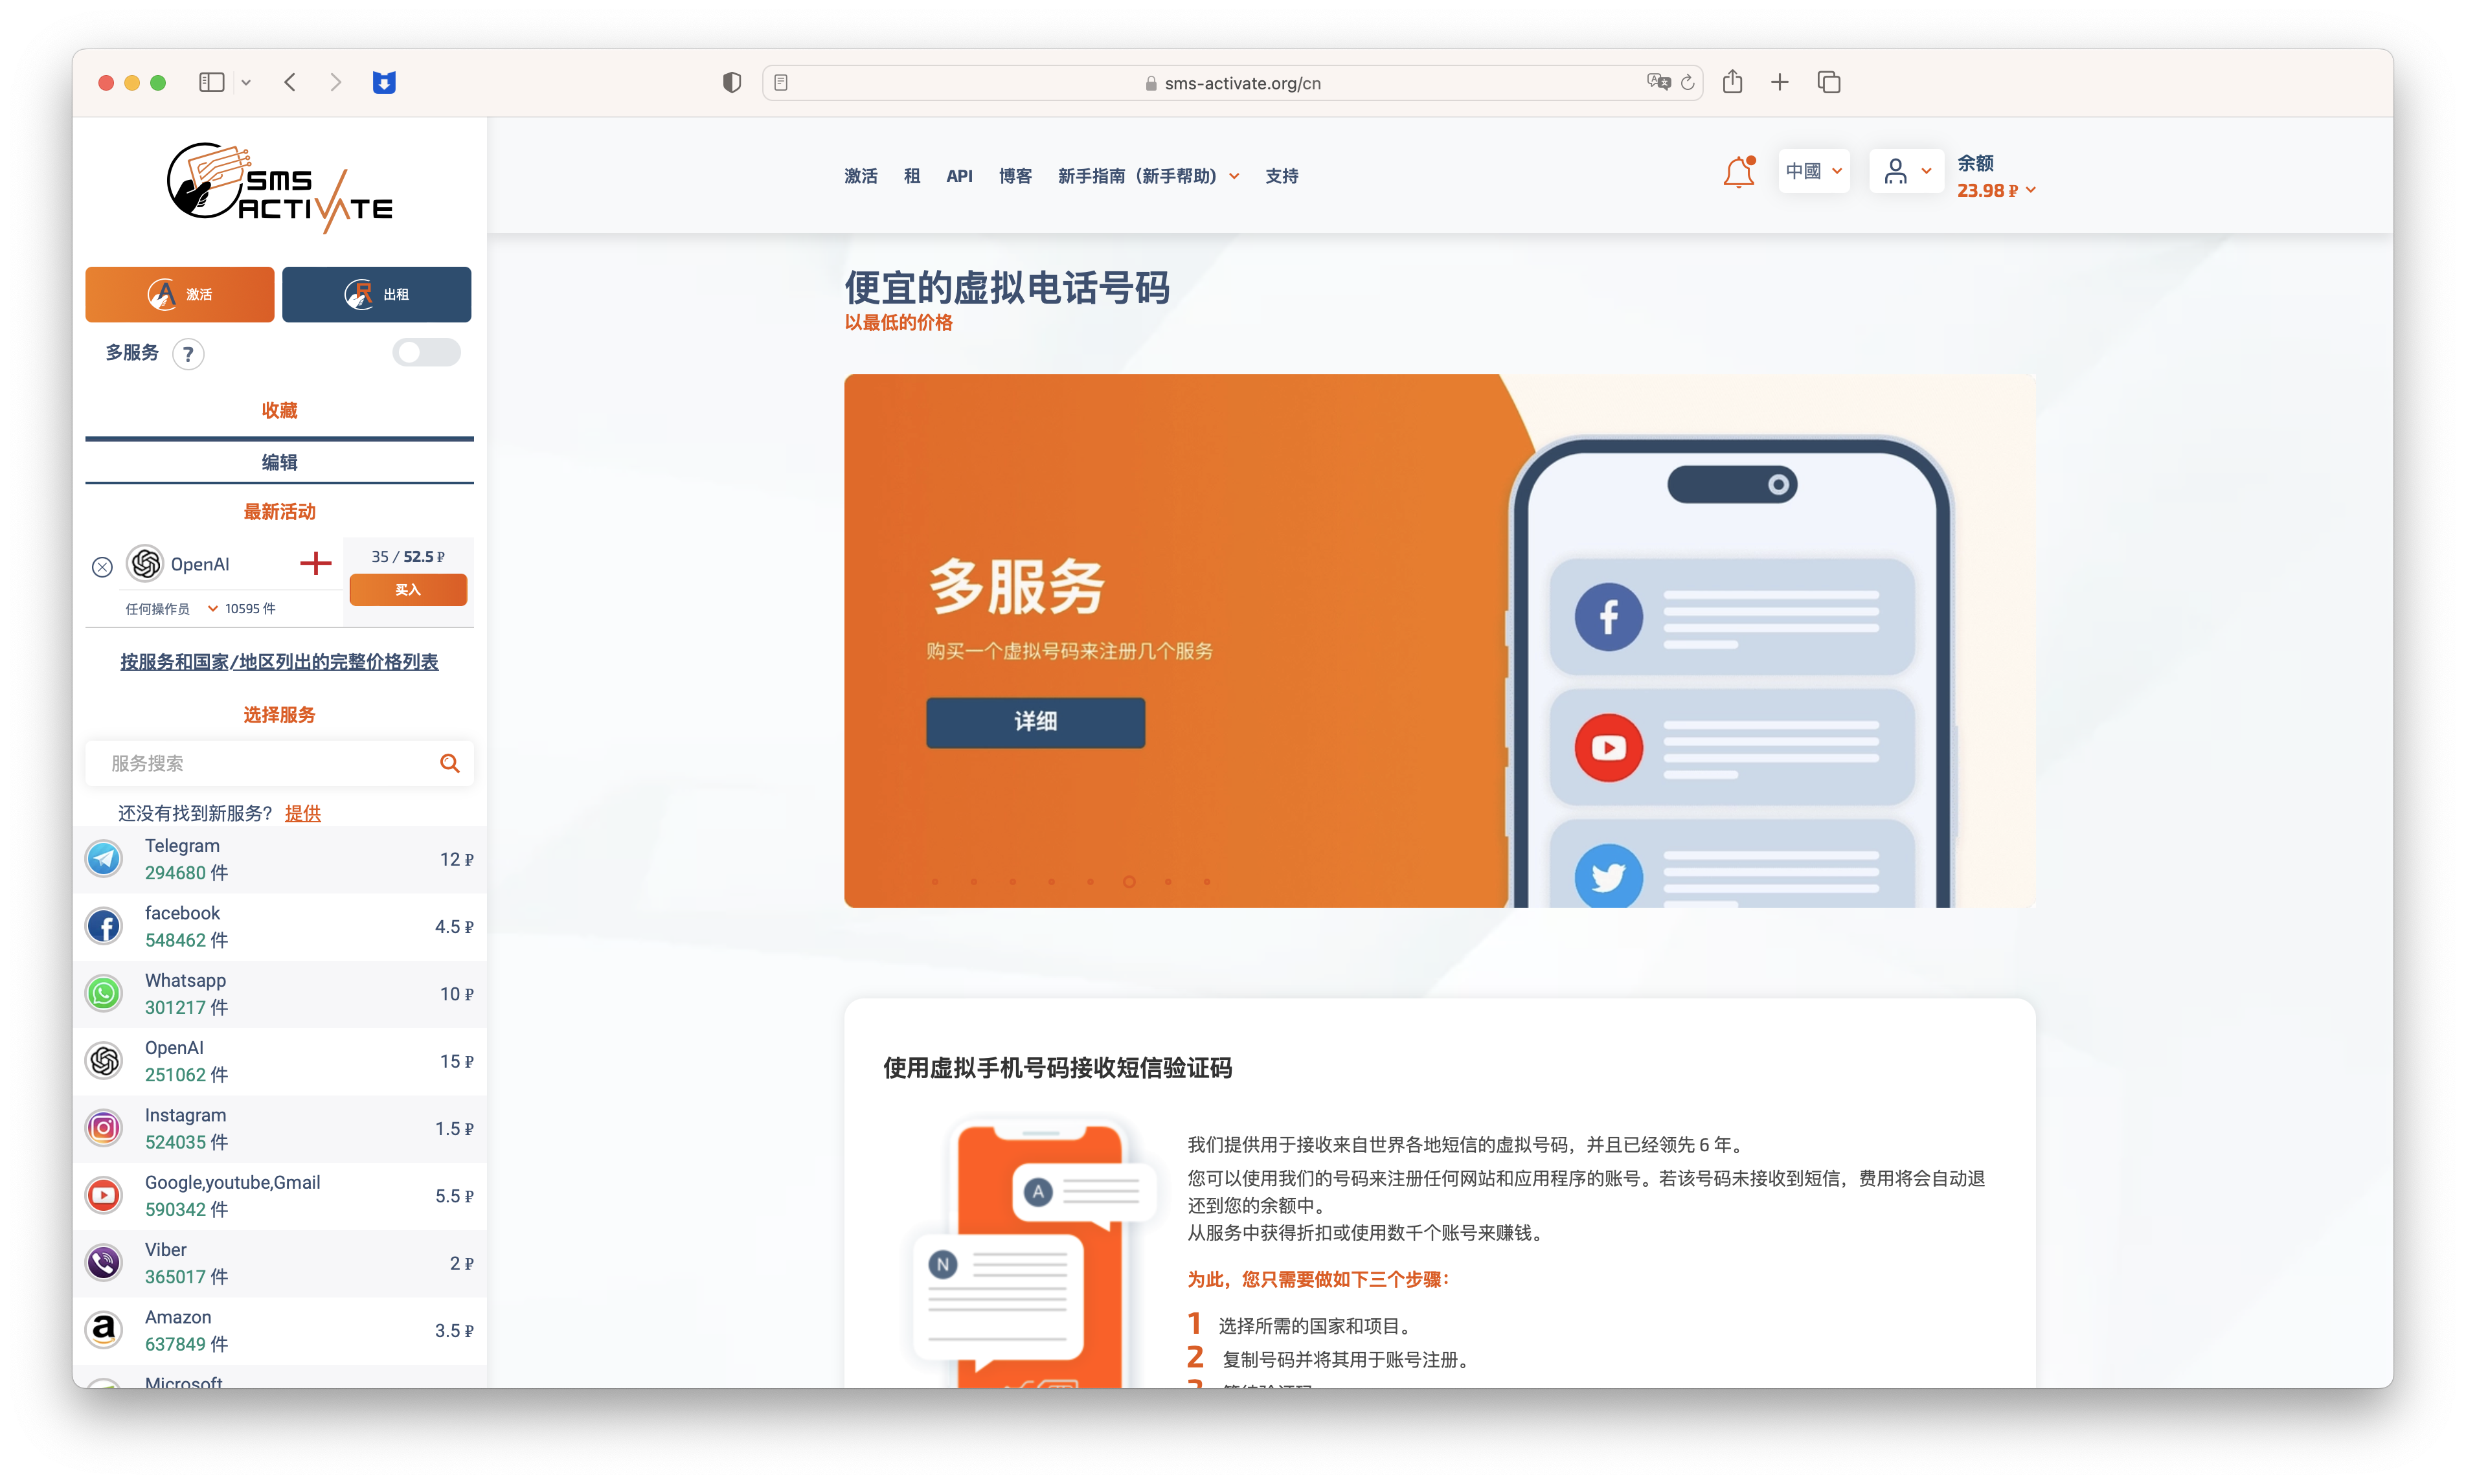 sms-activate.org/cn
SMS
ACTIVATE
激活
租
API
博客
新手指南（新手帮助）
支持
中國
余额
23.98 ₽
A 激活
R 出租
多服务 ?
收藏
编辑
最新活动
OpenAI
35 / 52.5 ₽
买入
任何操作员
10595 件
按服务和国家/地区列出的完整价格列表
选择服务
服务搜索
还没有找到新服务? 提供
Telegram
294680 件
12 ₽
facebook
548462 件
4.5 ₽
Whatsapp
301217 件
10 ₽
OpenAI
251062 件
15 ₽
Instagram
524035 件
1.5 ₽
Google,youtube,Gmail
590342 件
5.5 ₽
Viber
365017 件
2 ₽
Amazon
637849 件
3.5 ₽
Microsoft
便宜的虚拟电话号码
以最低的价格
多服务
购买一个虚拟号码来注册几个服务
详细
使用虚拟手机号码接收短信验证码
A
N
我们提供用于接收来自世界各地短信的虚拟号码，并且已经领先 6 年。
您可以使用我们的号码来注册任何网站和应用程序的账号。若该号码未接收到短信，费用将会自动退
还到您的余额中。
从服务中获得折扣或使用数千个账号来赚钱。
为此，您只需要做如下三个步骤：
1 选择所需的国家和项目。
2 复制号码并将其用于账号注册。